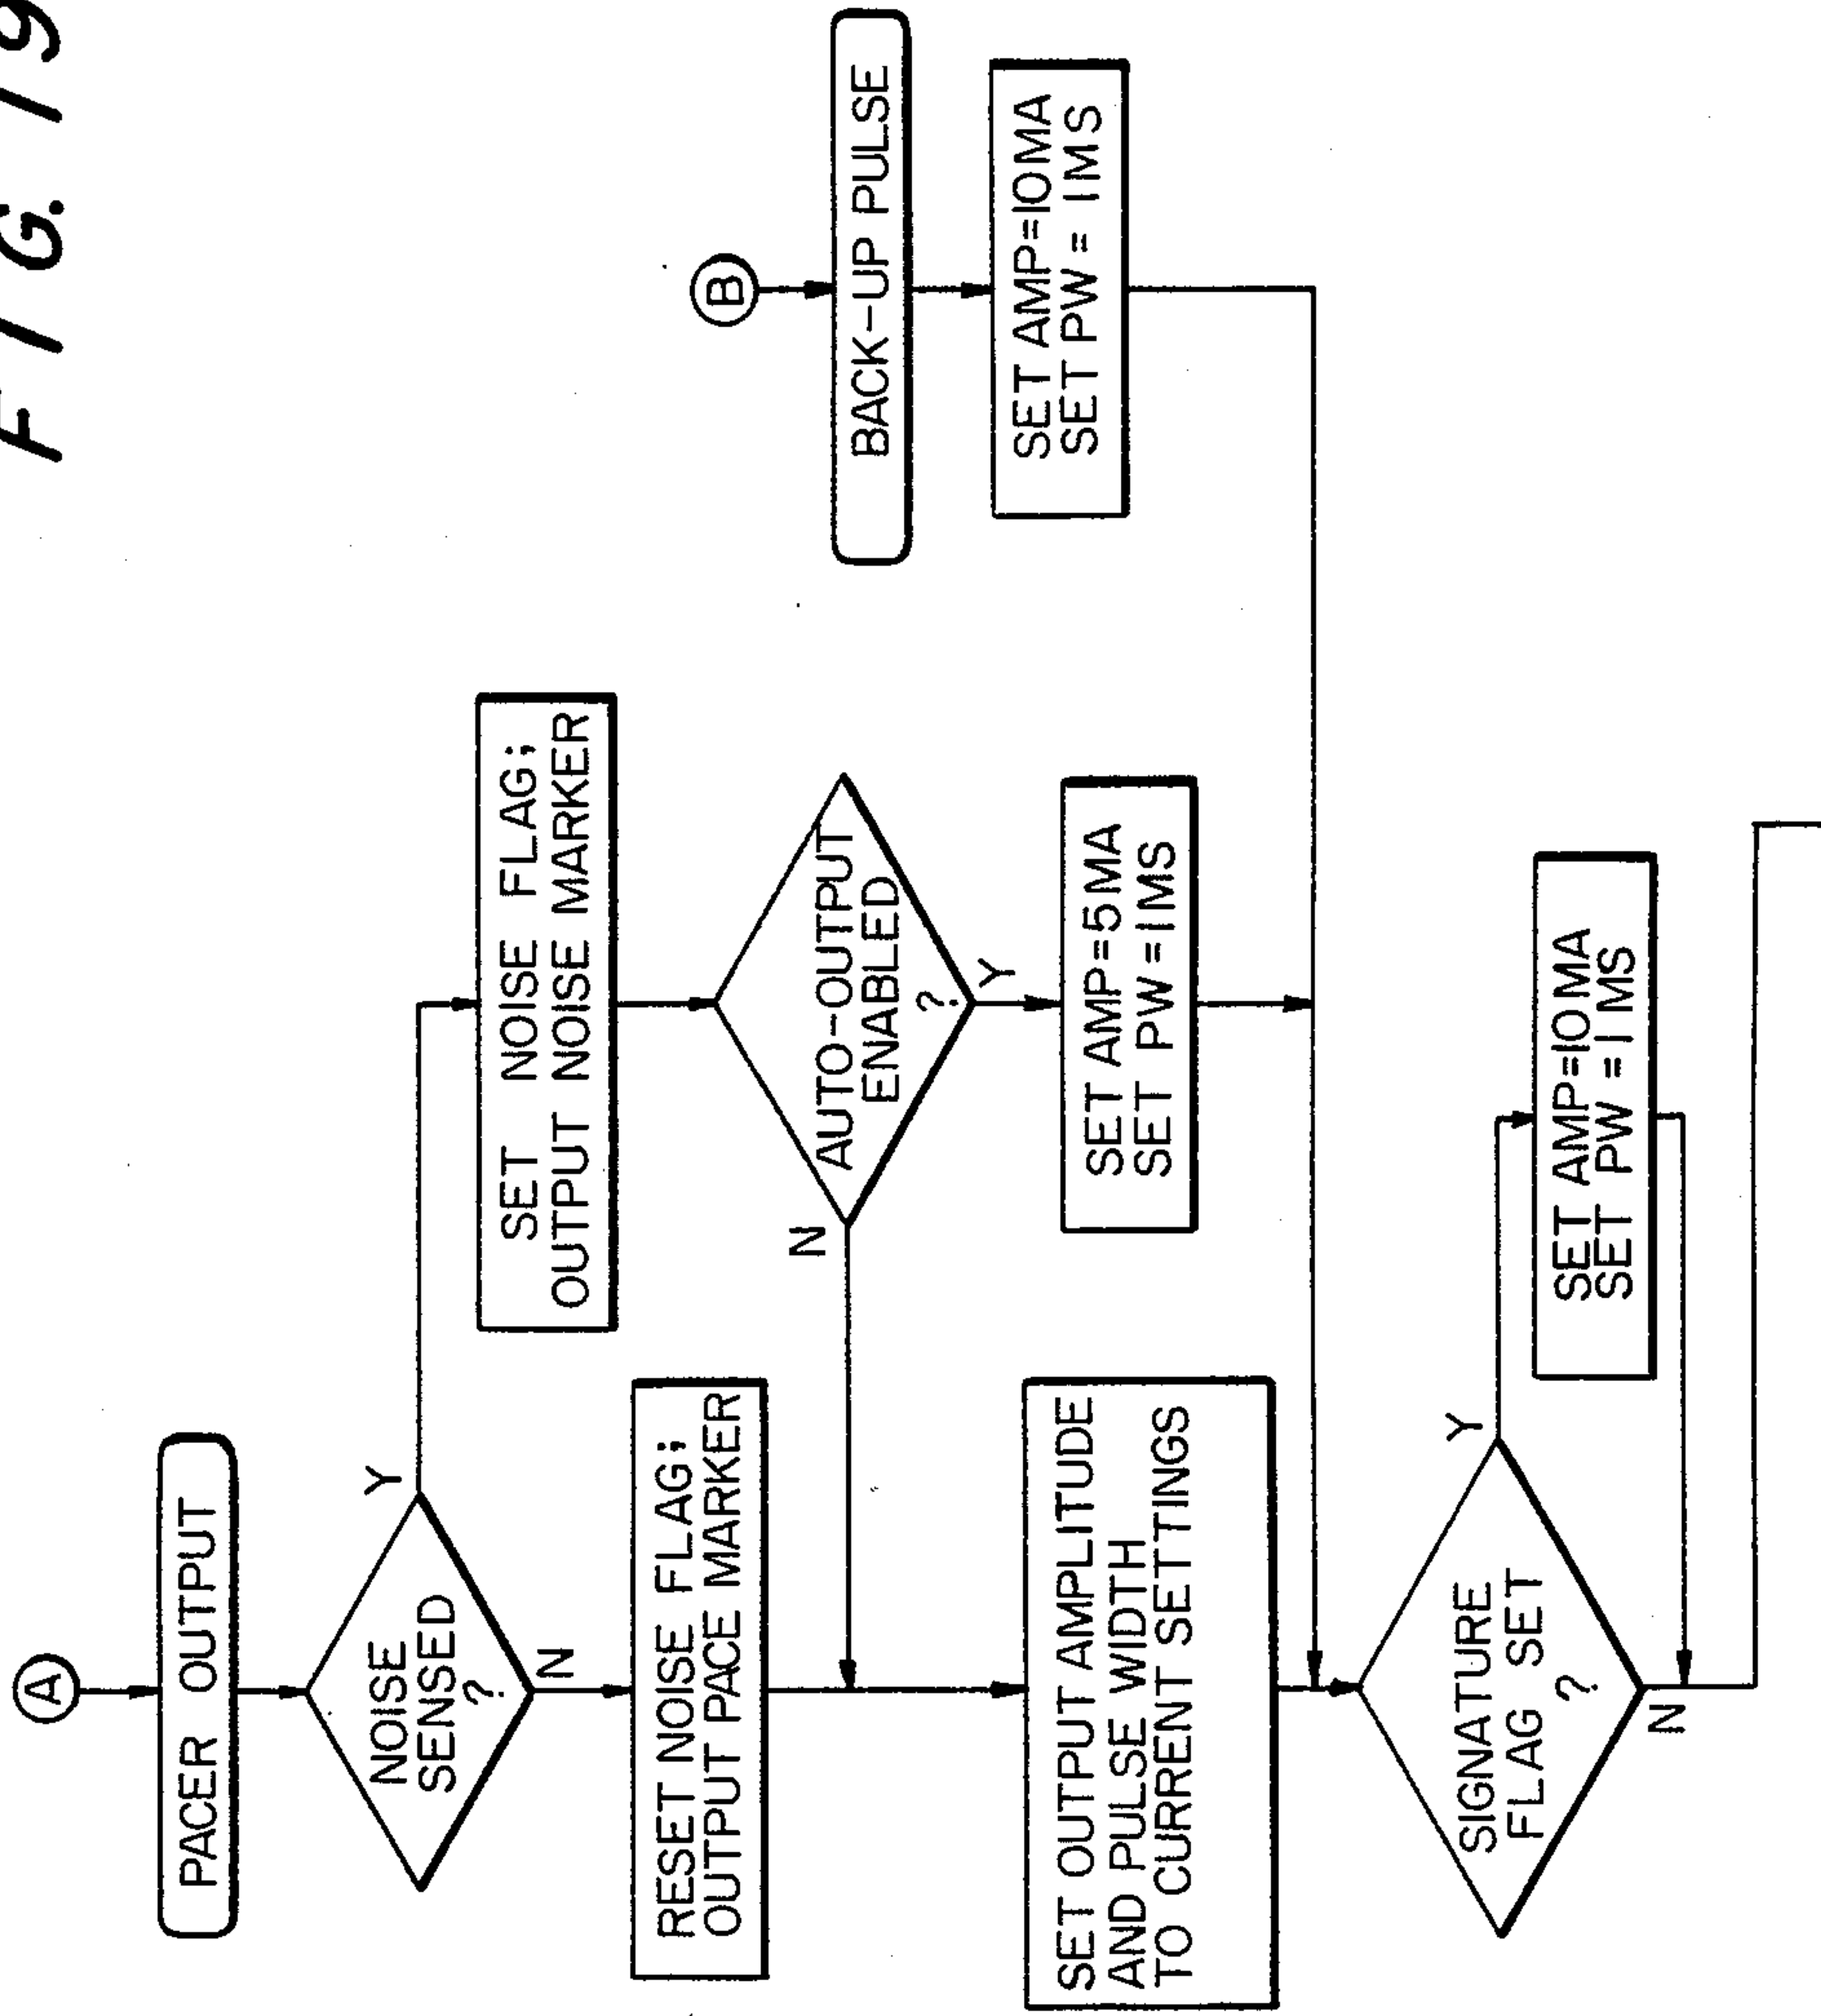 FIG. 19
A
PACER OUTPUT
NOISE
SENSED
?
Y
N
SET NOISE FLAG;
OUTPUT NOISE MARKER
RESET NOISE FLAG;
OUTPUT PACE MARKER
AUTO-OUTPUT
ENABLED
?
N
Y
SET AMP=5MA
SET PW=1MS
B
BACK-UP PULSE
SET AMP=10MA
SET PW = 1MS
SET OUTPUT AMPLITUDE
AND PULSE WIDTH
TO CURRENT SETTINGS
SIGNATURE
FLAG SET
?
Y
N
SET AMP=10MA
SET PW = 1MS